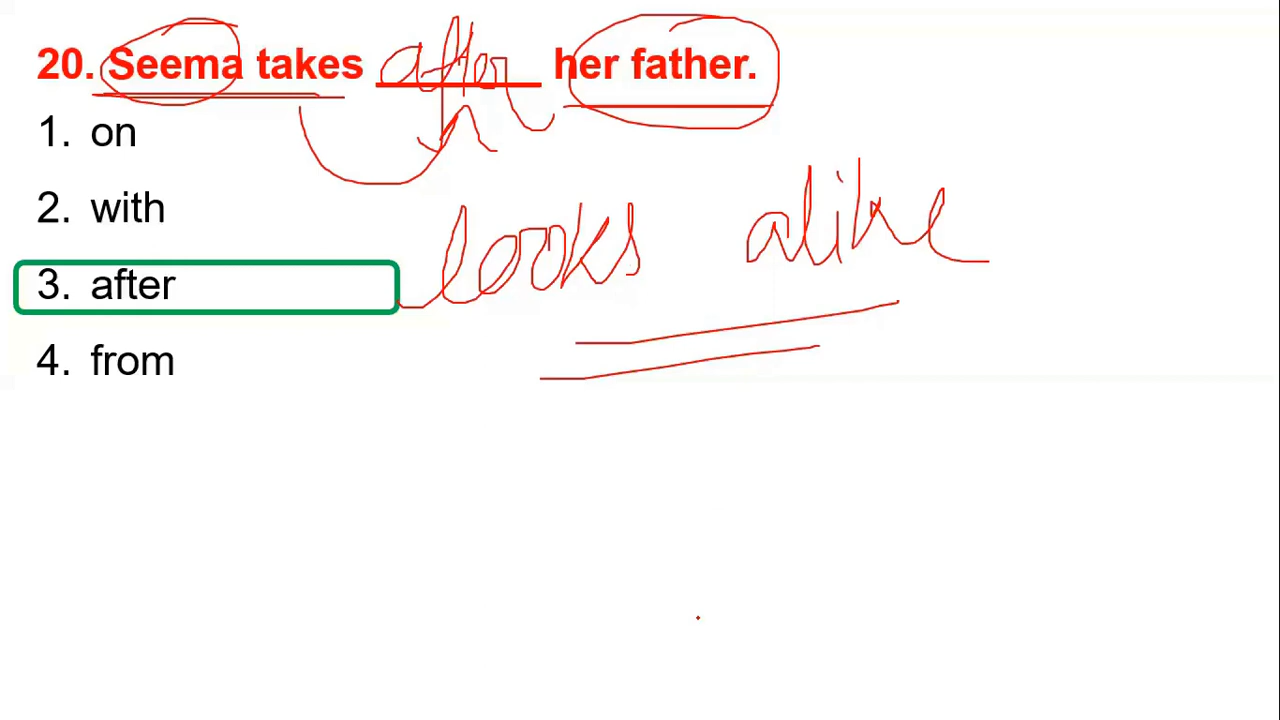 20. Seema takes after her father.
1. on
2. with
looks alike
3. after
4. from